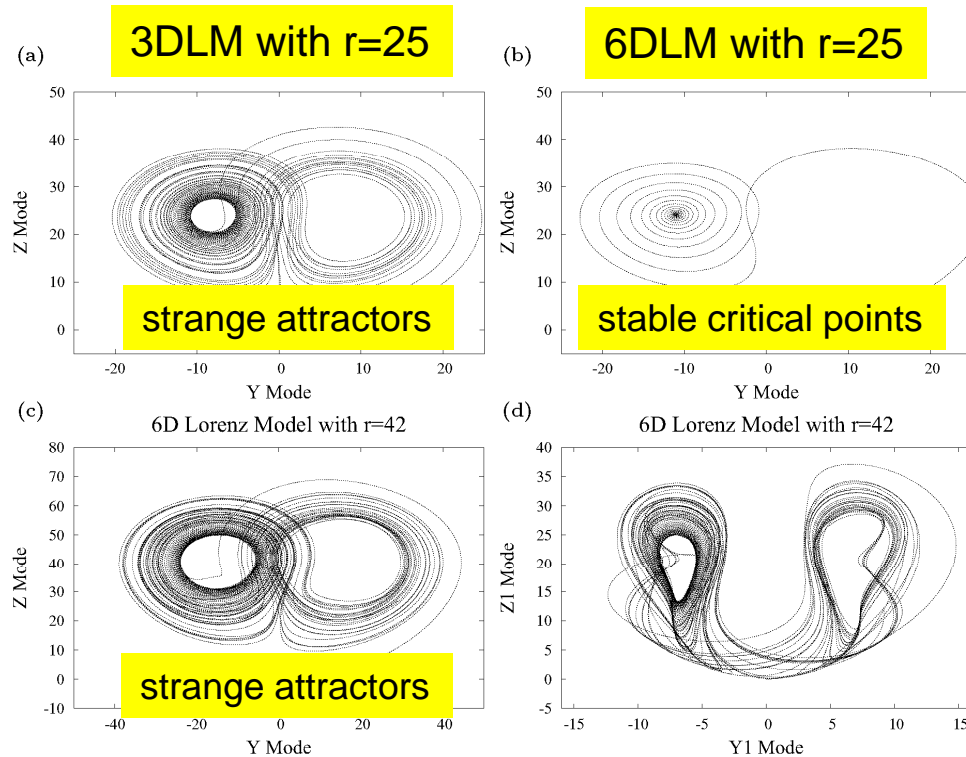 (a)
3DLM with r=25
50
40
30
20
10
0
Z Mode
strange attractors
-20 -10 0 10 20
Y Mode
(b)
6DLM with r=25
50
40
30
20
10
0
Z Mode
stable critical points
-20 -10 0 10 20
Y Mode
(c)
6D Lorenz Model with r=42
80
70
60
50
40
30
20
10
0
-10
Z Mode
strange attractors
-40 -20 0 20 40
Y Mode
(d)
6D Lorenz Model with r=42
40
35
30
25
20
15
10
5
0
-5
Z1 Mode
-15 -10 -5 0 5 10 15
Y1 Mode